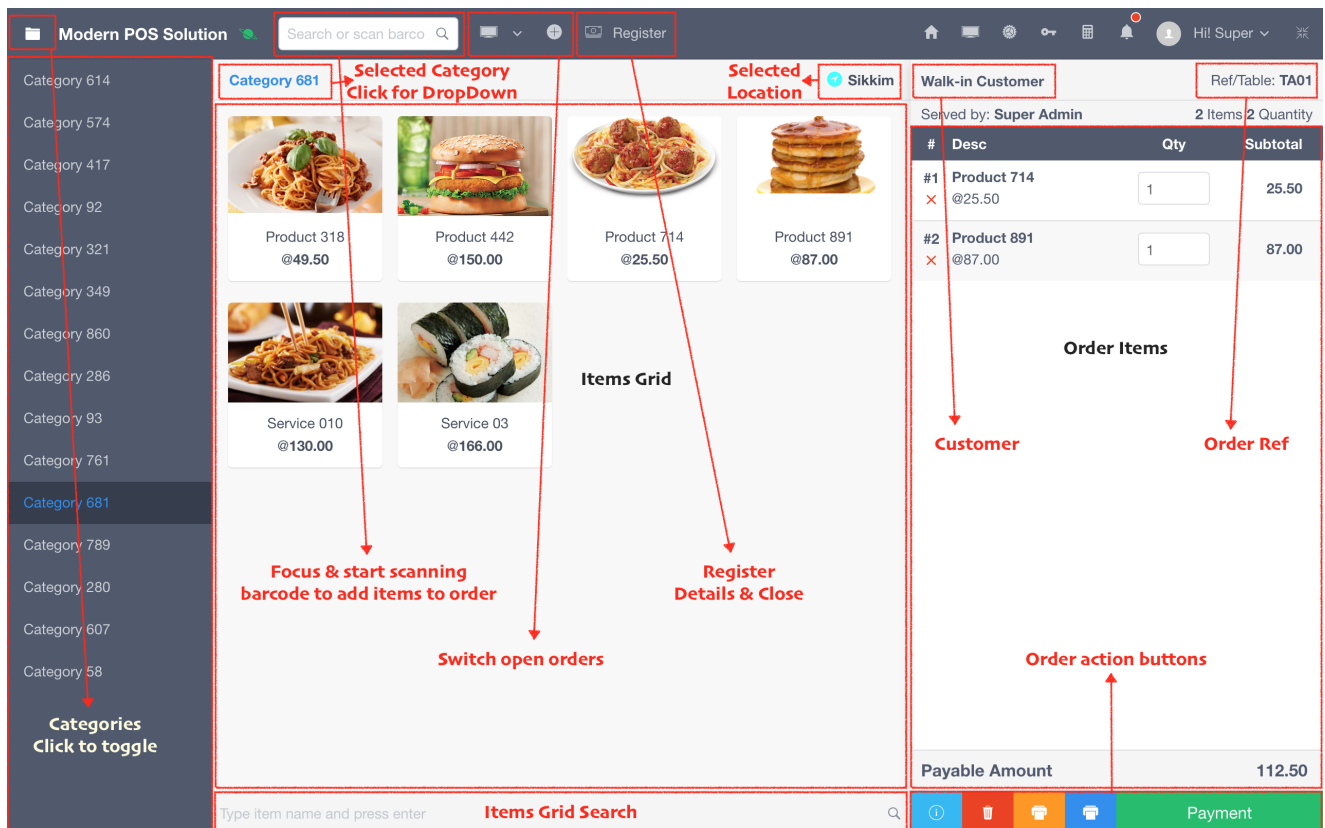 Modern POS Solution
Search or scan barco
Register
Hi! Super
Category 614
Category 574
Category 417
Category 92
Category 321
Category 349
Category 860
Category 286
Category 93
Category 761
Category 681
Category 789
Category 280
Category 607
Category 58
Categories
Click to toggle
Category 681
Selected Category
Click for DropDown
Selected
Location
Sikkim
Product 318
@49.50
Product 442
@150.00
Product 714
@25.50
Product 891
@87.00
Service 010
@130.00
Service 03
@166.00
Items Grid
Focus & start scanning
barcode to add items to order
Register
Details & Close
Switch open orders
Type item name and press enter
Items Grid Search
Walk-in Customer
Ref/Table: TA01
Served by: Super Admin
2 Items 2 Quantity
# Desc Qty Subtotal
#1 Product 714 1 25.50
@25.50
#2 Product 891 1 87.00
@87.00
Order Items
Customer
Order Ref
Order action buttons
Payable Amount 112.50
Payment